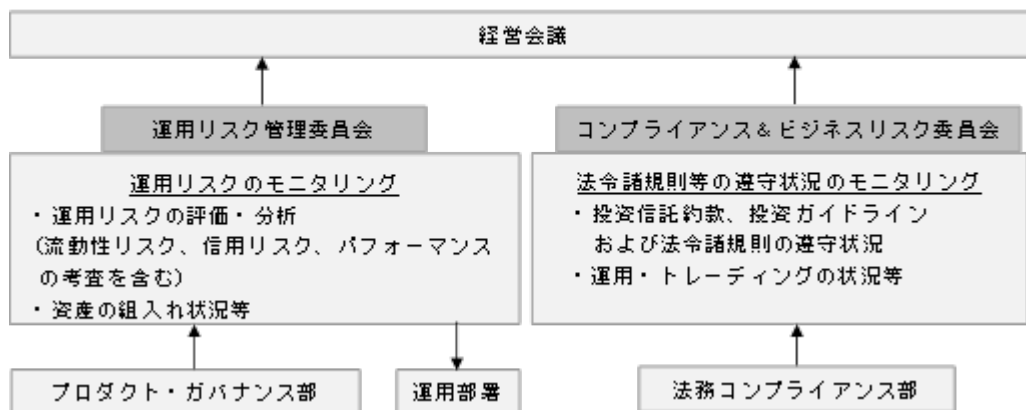 経営会議
運用リスク管理委員会
運用リスクのモニタリング
・運用リスクの評価・分析
(流動性リスク、信用リスク、パフォーマンス
の考査を含む)
・資産の組入れ状況等
コンプライアンス&ビジネスリスク委員会
法令諸規則等の遵守状況のモニタリング
・投資信託約款、投資ガイドライン
および法令諸規則の遵守状況
・運用・トレーディングの状況等
プロダクト・ガバナンス部
運用部署
法務コンプライアンス部